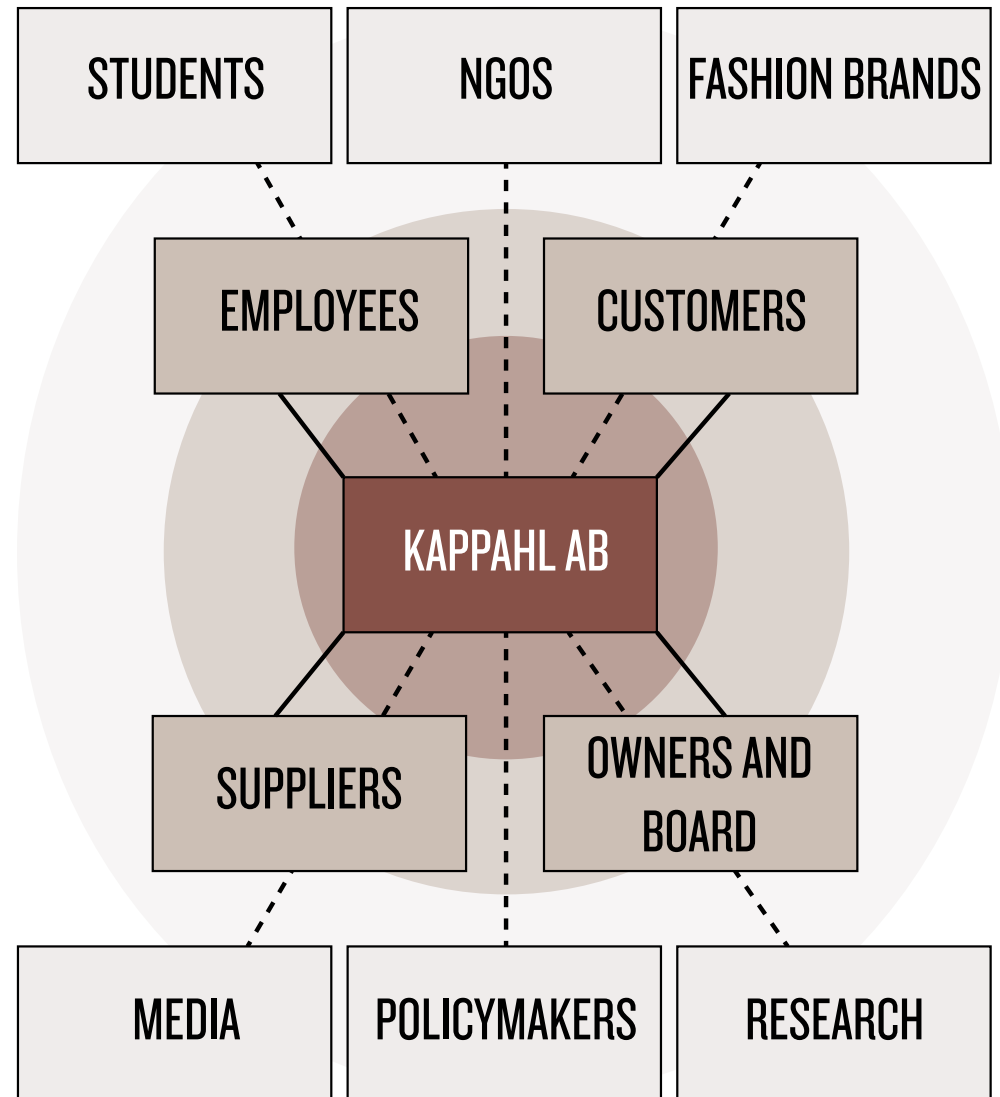 STUDENTS
NGOS
FASHION BRANDS
EMPLOYEES
CUSTOMERS
KAPPAHL AB
SUPPLIERS
OWNERS AND
BOARD
MEDIA
POLICYMAKERS
RESEARCH